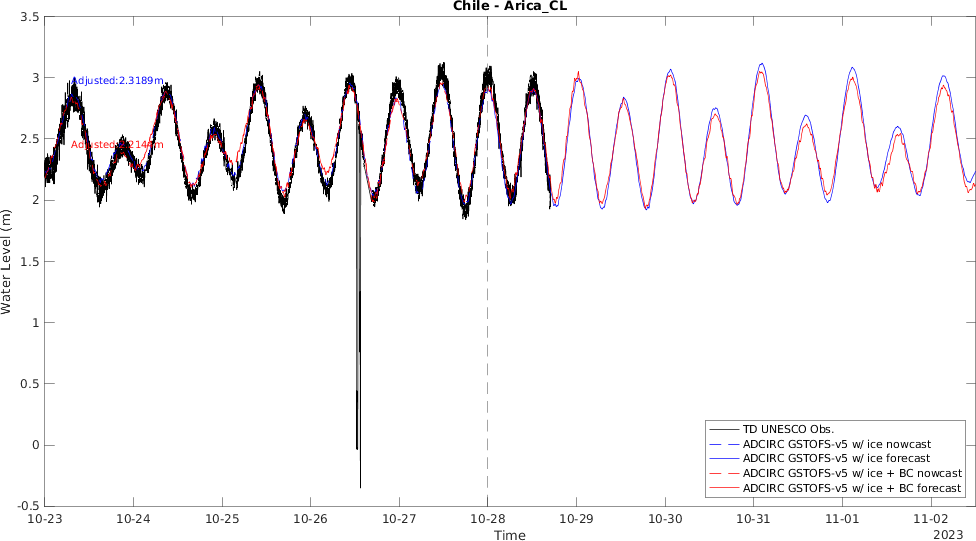 Chile - Arica_CL
3.5
3
2.5
2
1.5
1
0.5
0
-0.5
Water Level (m)
Adjusted:2.3189m
10-23
10-24
10-25
10-26
10-27
10-28
10-29
10-30
10-31
11-01
11-02
2023
Time
TD UNESCO Obs.
ADCIRC GSTOFS-v5 w/ ice nowcast
ADCIRC GSTOFS-v5 w/ ice forecast
ADCIRC GSTOFS-v5 w/ ice + BC nowcast
ADCIRC GSTOFS-v5 w/ ice + BC forecast